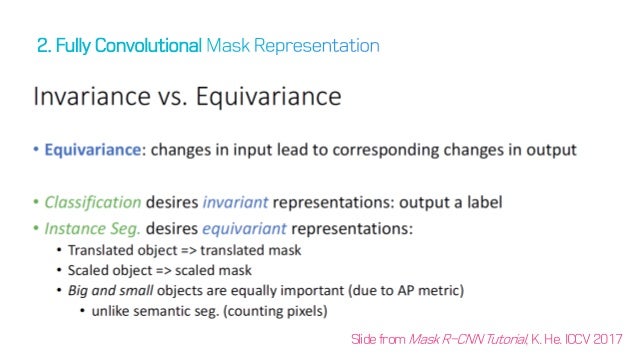 2. Fully Convolutional Mask Representation
Invariance vs. Equivariance
• Equivariance: changes in input lead to corresponding changes in output
• Classification desires invariant representations: output a label
• Instance Seg. desires equivariant representations:
• Translated object => translated mask
• Scaled object => scaled mask
• Big and small objects are equally important (due to AP metric)
• unlike semantic seg. (counting pixels)
Slide from Mask R-CNN Tutorial, K. He. ICCV 2017